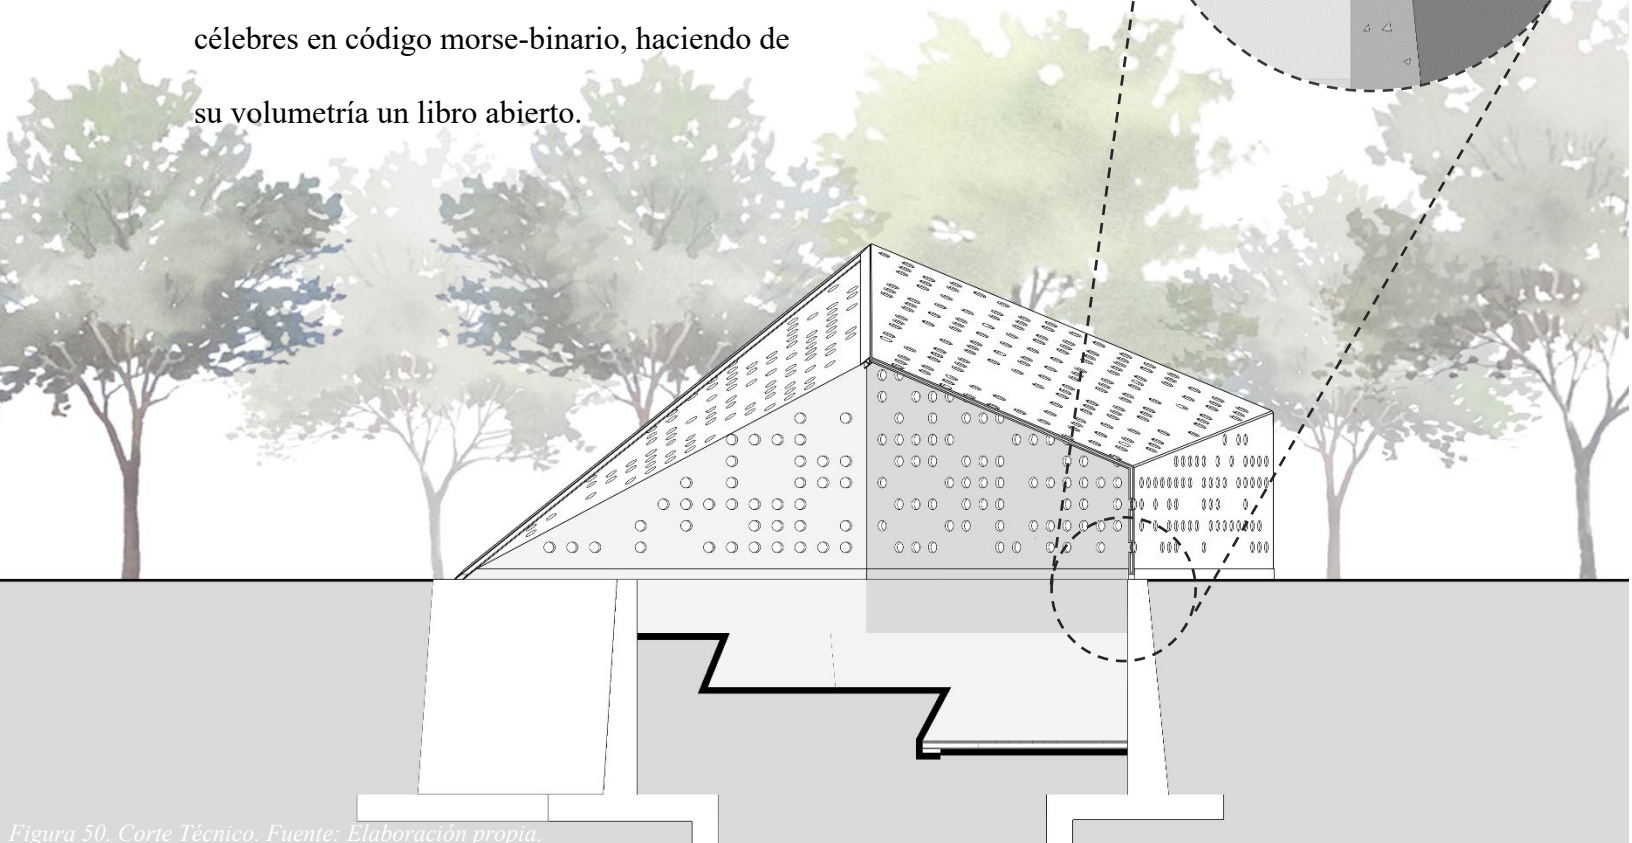 célebres en código morse-binario, haciendo de
su volumetría un libro abierto.
Figura 50. Corte Técnico. Fuente: Elaboración propia.